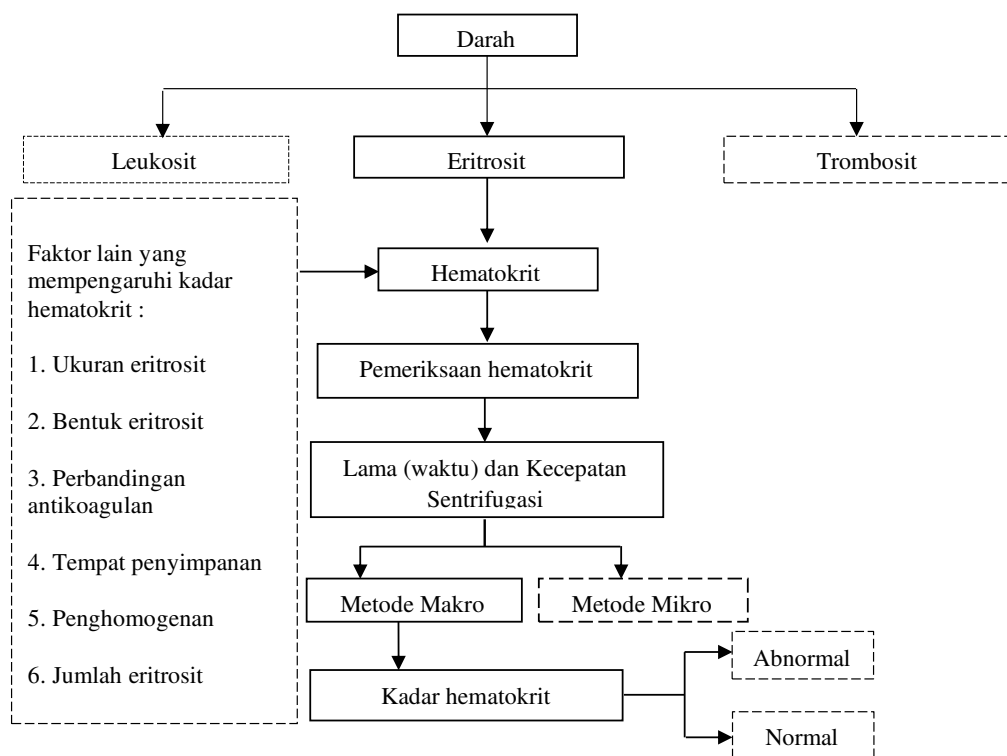 Darah
Leukosit
Eritrosit
Trombosit
Faktor lain yang
mempengaruhi kadar
hematokrit :
1. Ukuran eritrosit
2. Bentuk eritrosit
3. Perbandingan
antikoagulan
4. Tempat penyimpanan
5. Penghomogenan
6. Jumlah eritrosit
Hematokrit
Pemeriksaan hematokrit
Lama (waktu) dan Kecepatan
Sentrifugasi
Metode Makro
Metode Mikro
Kadar hematokrit
Abnormal
Normal